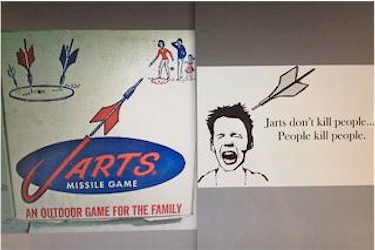 JARTS.
MISSILE GAME
AN OUTDOOR GAME FOR THE FAMILY
Jarts don't kill people...
People kill people.